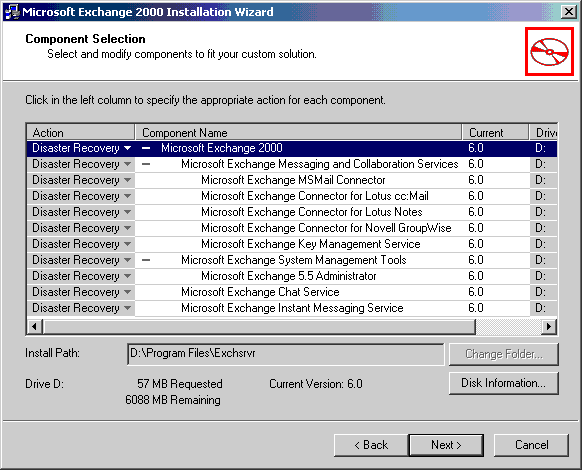 Microsoft Exchange 2000 Installation Wizard
Component Selection
Select and modify components to fit your custom solution.
Click in the left column to specify the appropriate action for each component.
Action Component Name Current Drive
Disaster Recovery Microsoft Exchange 2000 6.0 D:
Disaster Recovery Microsoft Exchange Messaging and Collaboration Services 6.0 D:
Disaster Recovery Microsoft Exchange MSMail Connector 6.0 D:
Disaster Recovery Microsoft Exchange Connector for Lotus cc:Mail 6.0 D:
Disaster Recovery Microsoft Exchange Connector for Lotus Notes 6.0 D:
Disaster Recovery Microsoft Exchange Connector for Novell GroupWise 6.0 D:
Disaster Recovery Microsoft Exchange Key Management Service 6.0 D:
Disaster Recovery Microsoft Exchange System Management Tools 6.0 D:
Disaster Recovery Microsoft Exchange 5.5 Administrator 6.0 D:
Disaster Recovery Microsoft Exchange Chat Service 6.0 D:
Disaster Recovery Microsoft Exchange Instant Messaging Service 6.0 D:
Install Path: D:\Program Files\Exchsrvr Change Folder...
Drive D: 57 MB Requested Current Version: 6.0 Disk Information...
6088 MB Remaining
< Back Next > Cancel